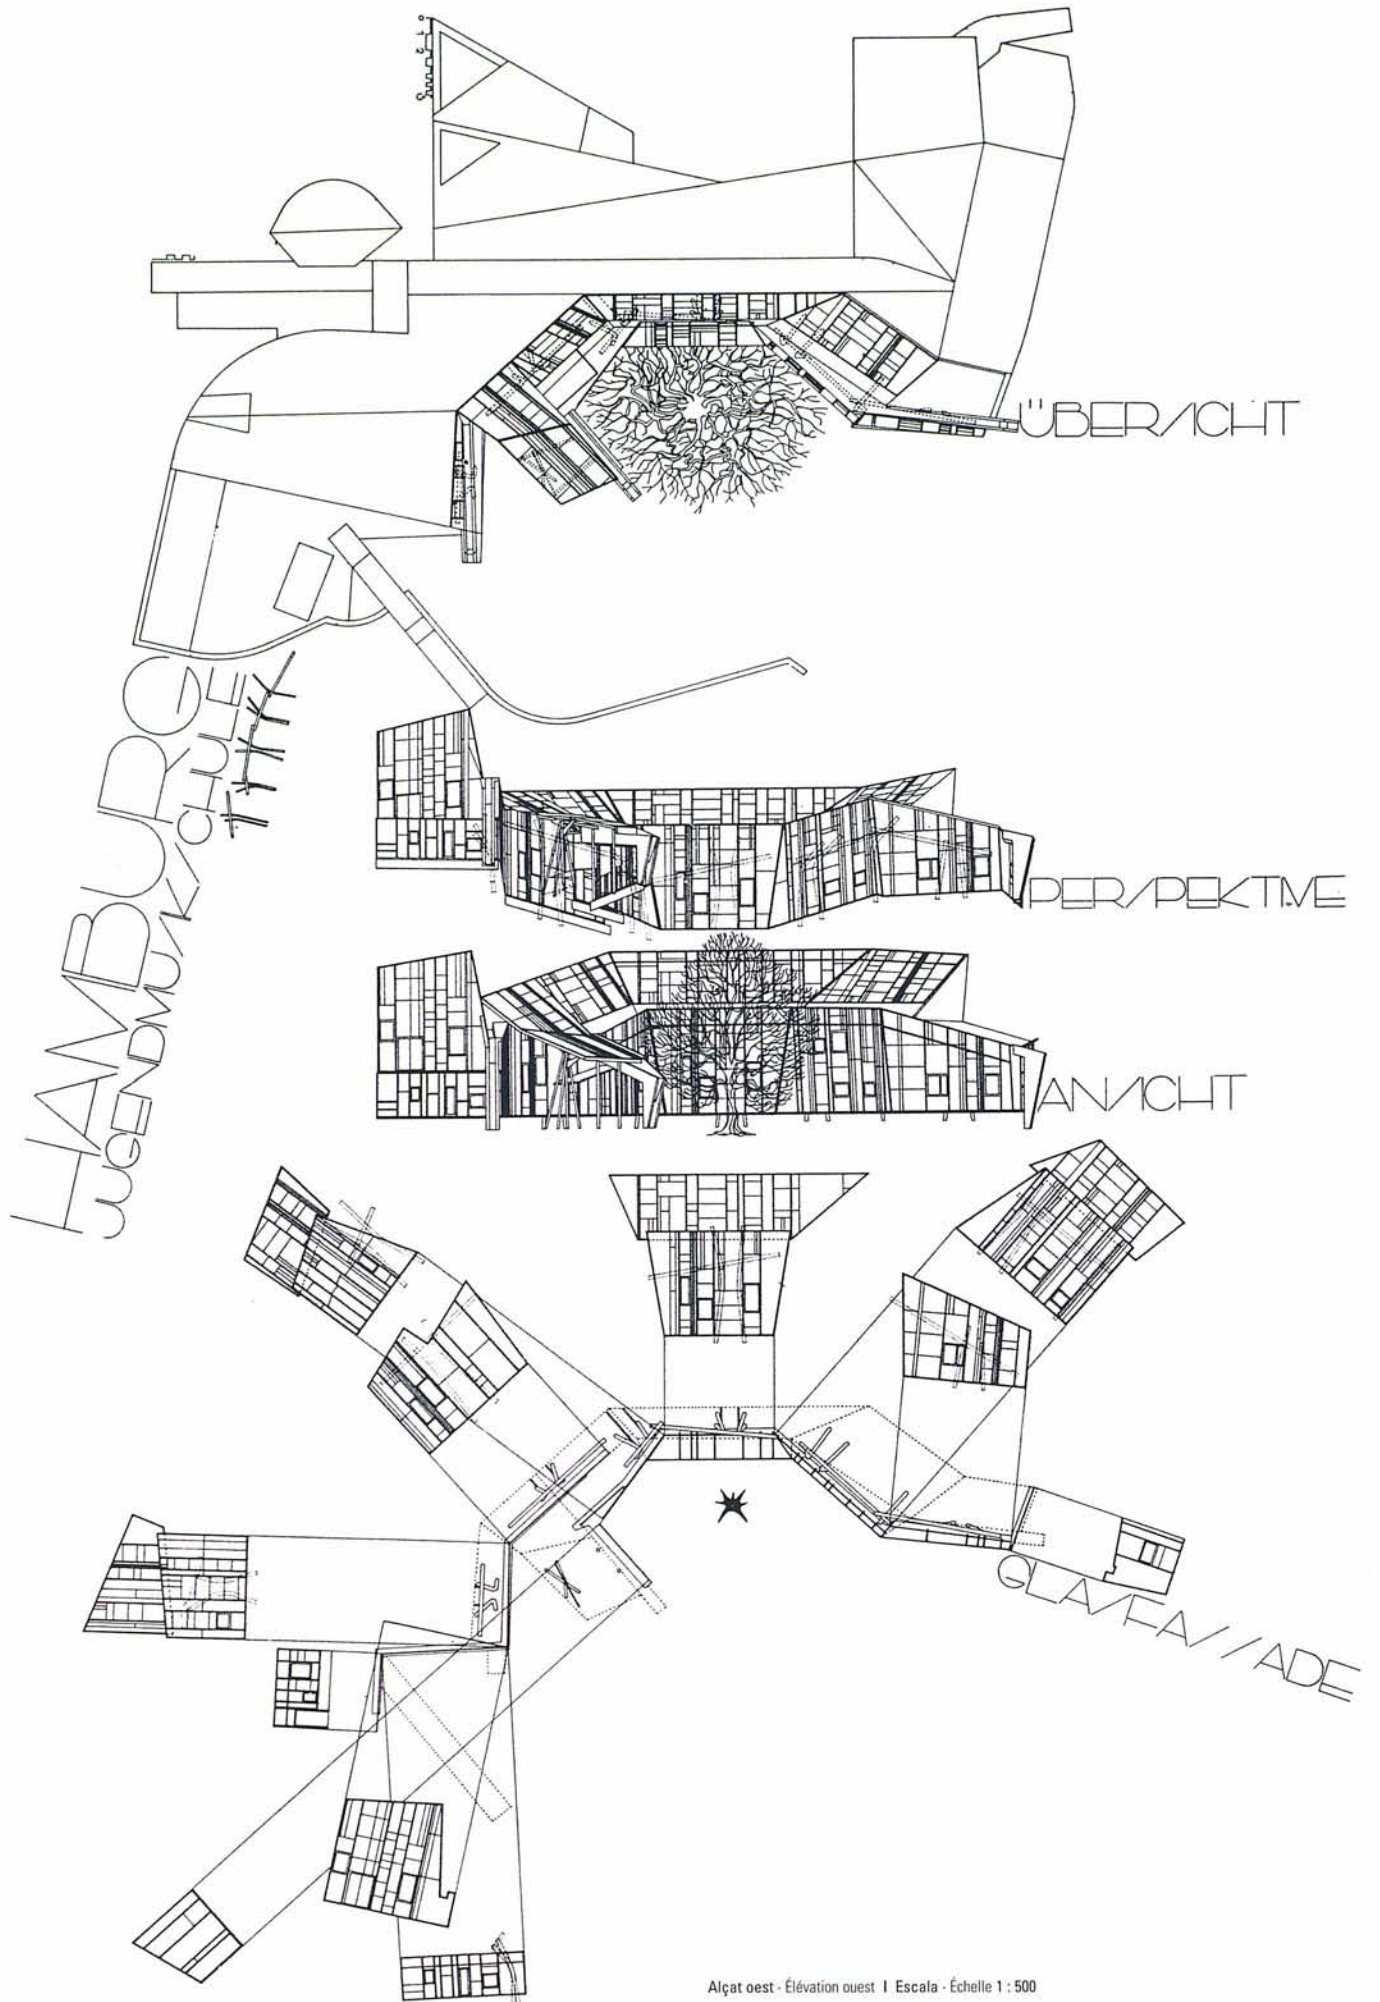 ÜBERSICHT
HAMBURG
JUGENDMUSIKSCHULE
PERSPEKTIVE
ANSICHT
GLASFASSADE
Alçat oest · Élévation ouest | Escala · Échelle 1 : 500